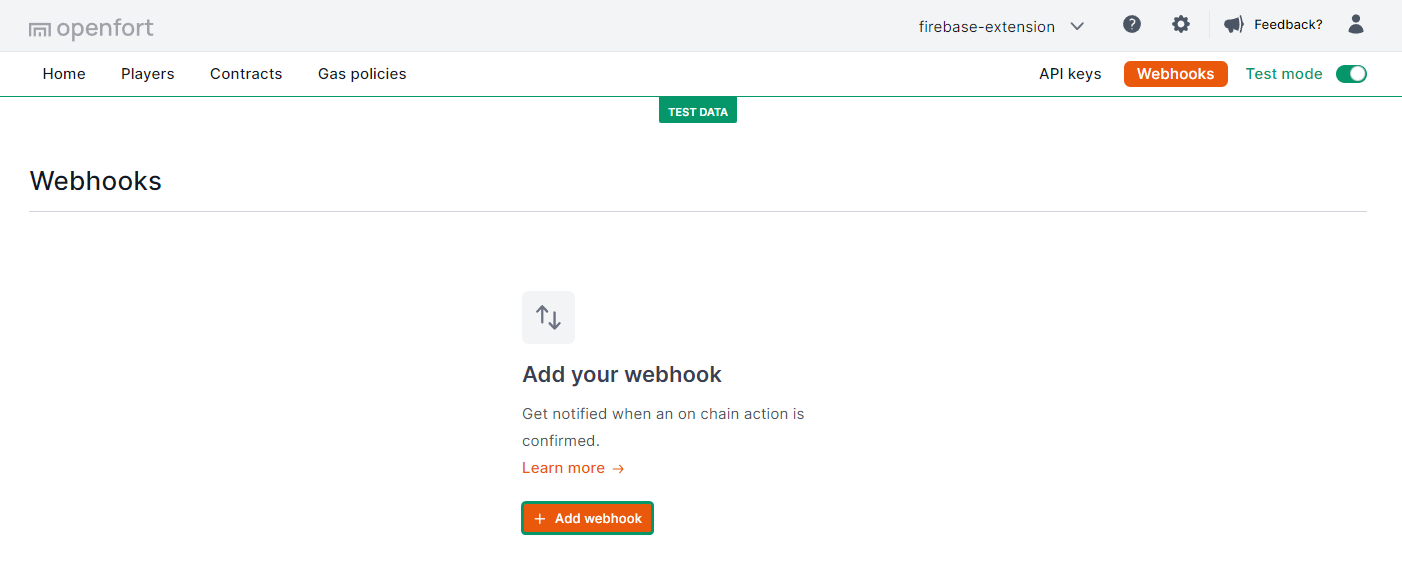 openfort
firebase-extension
Feedback?
Home Players Contracts Gas policies API keys Webhooks Test mode
TEST DATA
Webhooks
Add your webhook
Get notified when an on chain action is
confirmed.
Learn more →
+ Add webhook